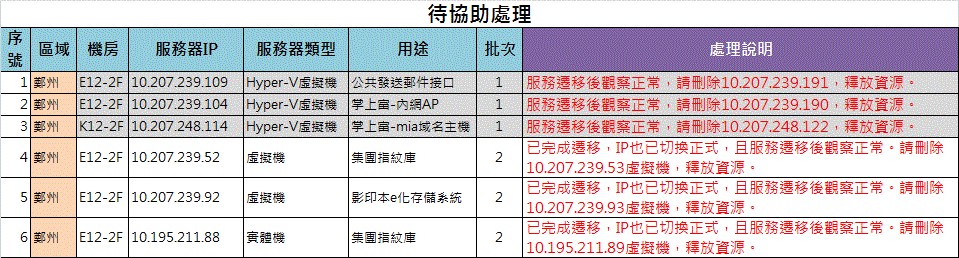 待協助處理
序號 區域 機房 服務器IP 服務器類型 用途 批次 處理說明
1 鄭州 E12-2F 10.207.239.109 Hyper-V虛擬機 公共發送郵件接口 1 服務遷移後觀察正常，請刪除10.207.239.191，釋放資源。
2 鄭州 E12-2F 10.207.239.104 Hyper-V虛擬機 掌上富-內網AP 1 服務遷移後觀察正常，請刪除10.207.239.190，釋放資源。
3 鄭州 K12-2F 10.207.248.114 Hyper-V虛擬機 掌上富-mia域名主機 1 服務遷移後觀察正常，請刪除10.207.248.122，釋放資源。
4 鄭州 E12-2F 10.207.239.52 虛擬機 集團指紋庫 2 已完成遷移，IP也已切換正式，且服務遷移後觀察正常。請刪除
10.207.239.53虛擬機，釋放資源。
5 鄭州 E12-2F 10.207.239.92 虛擬機 影印本e化存儲系統 2 已完成遷移，IP也已切換正式，且服務遷移後觀察正常。請刪除
10.207.239.93虛擬機，釋放資源。
6 鄭州 E12-2F 10.195.211.88 實體機 集團指紋庫 2 已完成遷移，IP也已切換正式，且服務遷移後觀察正常。請刪除
10.195.211.89虛擬機，釋放資源。